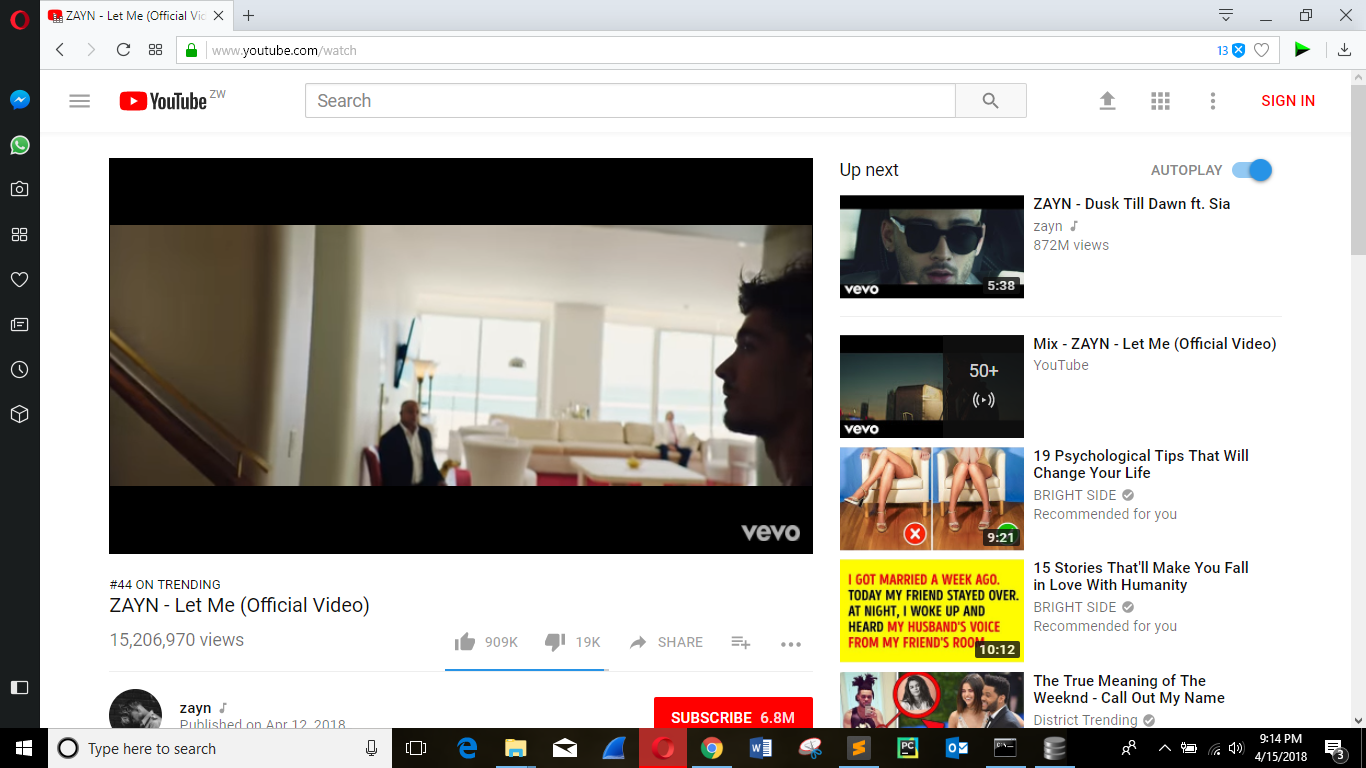 ZAYN - Let Me (Official Vic
www.youtube.com/watch
13
YouTube ZW
Search
SIGN IN
Up next
AUTOPLAY
ZAYN - Dusk Till Dawn ft. Sia
zayn
872M views
vevo
5:38
Mix - ZAYN - Let Me (Official Video)
YouTube
50+
vevo
19 Psychological Tips That Will
Change Your Life
BRIGHT SIDE
Recommended for you
9:21
15 Stories That'll Make You Fall
in Love With Humanity
BRIGHT SIDE
Recommended for you
I GOT MARRIED A WEEK AGO.
TODAY MY FRIEND STAYED OVER.
AT NIGHT, I WOKE UP AND
HEARD MY HUSBAND'S VOICE
FROM MY FRIEND'S ROOM
10:12
The True Meaning of The
Weeknd - Call Out My Name
District Trending
vevo
#44 ON TRENDING
ZAYN - Let Me (Official Video)
15,206,970 views
909K
19K
SHARE
zayn
Published on Apr 12, 2018
SUBSCRIBE 6.8M
Type here to search
9:14 PM
4/15/2018
3